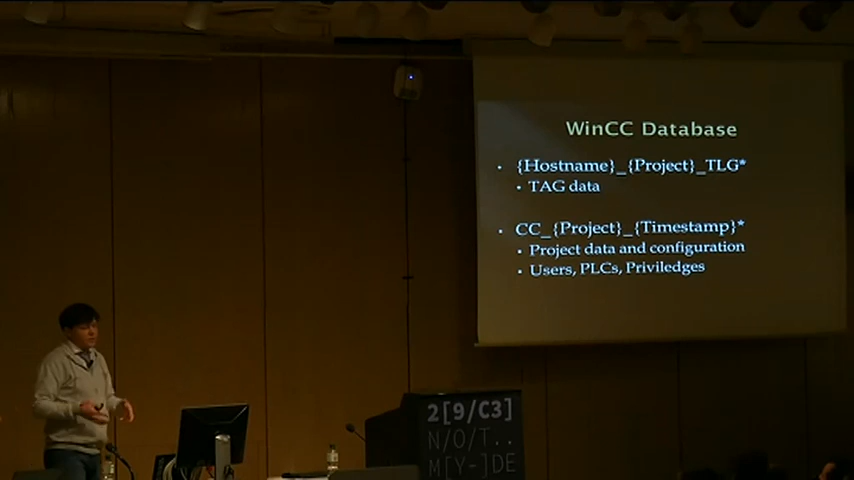 WinCC Database
• {Hostname}_{Project}_TLG*
• TAG data
• CC_{Project}_{Timestamp}*
• Project data and configuration
• Users, PLCs, Priviledges
2[9/C3]
N/O/T..
M[Y-]DE